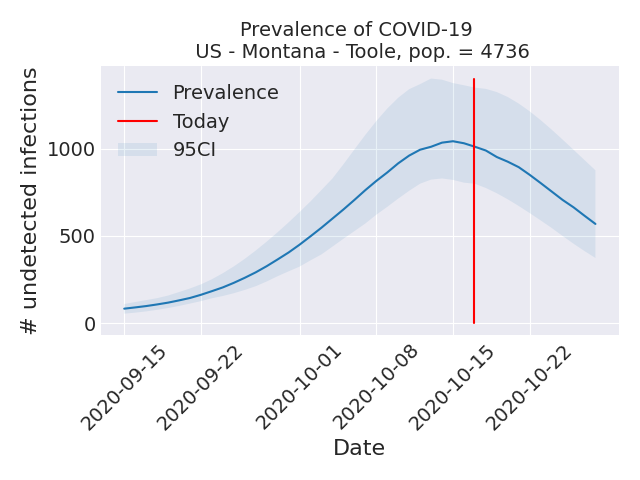 Prevalence of COVID-19
US - Montana - Toole, pop. = 4736
# undetected infections
1000
500
0
Prevalence
Today
95CI
2020-09-15
2020-09-22
2020-10-01
2020-10-08
2020-10-15
2020-10-22
Date